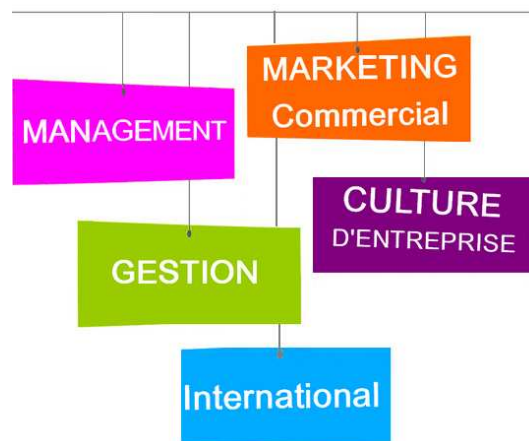 MARKETING
Commercial
MANAGEMENT
CULTURE
D'ENTREPRISE
GESTION
International